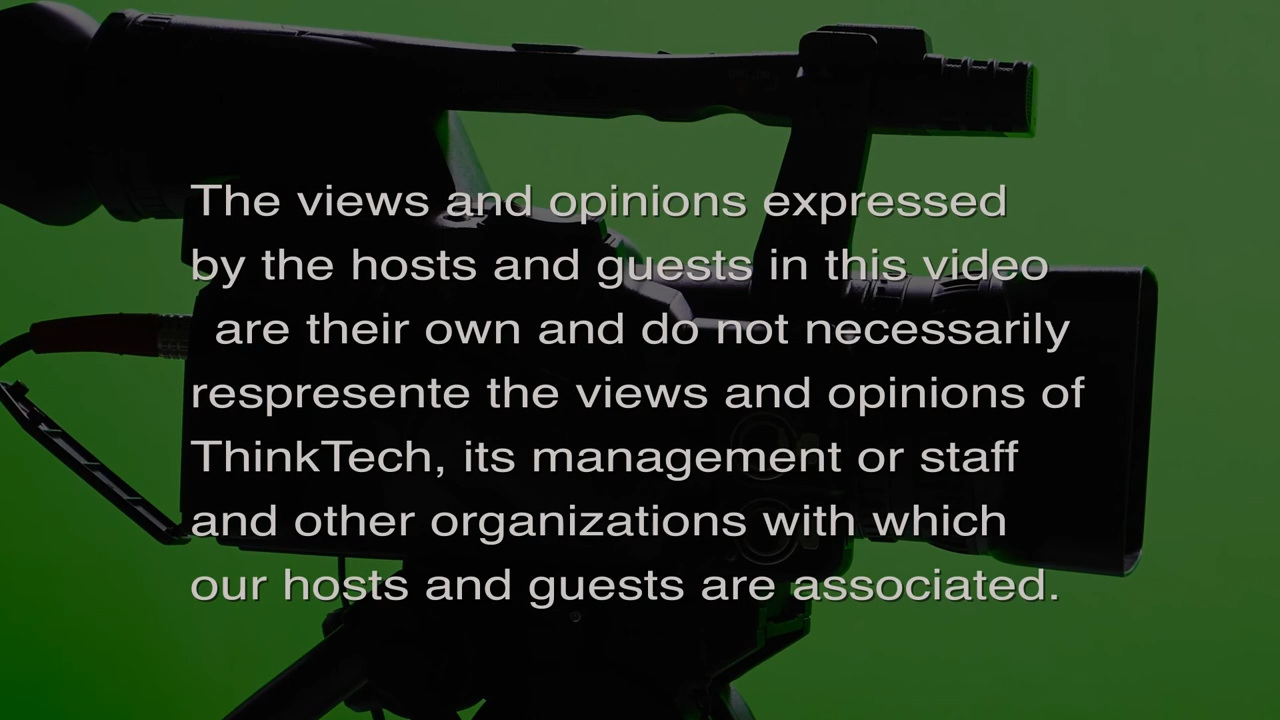 The views and opinions expressed
by the hosts and guests in this video
are their own and do not necessarily
respresente the views and opinions of
ThinkTech, its management or staff
and other organizations with which
our hosts and guests are associated.